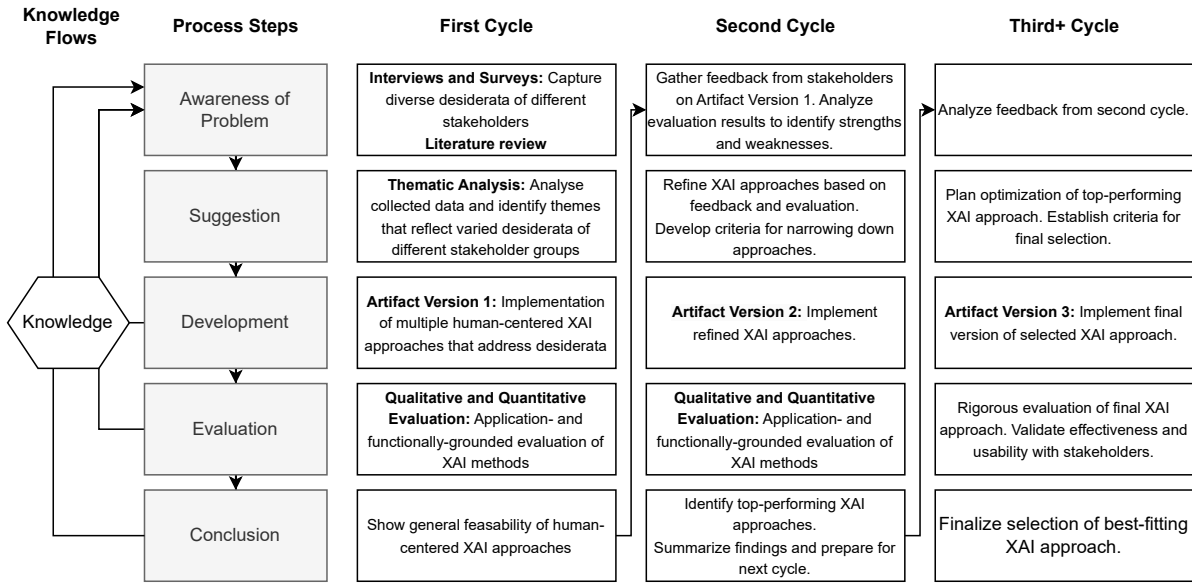 Knowledge
Flows
Process Steps
First Cycle
Second Cycle
Third+ Cycle
Awareness of
Problem
Interviews and Surveys: Capture
diverse desiderata of different
stakeholders
Literature review
Gather feedback from stakeholders
on Artifact Version 1. Analyze
evaluation results to identify strengths
and weaknesses.
Analyze feedback from second cycle.
Suggestion
Thematic Analysis: Analyse
collected data and identify themes
that reflect varied desiderata of
different stakeholder groups
Refine XAI approaches based on
feedback and evaluation.
Develop criteria for narrowing down
approaches.
Plan optimization of top-performing
XAI approach. Establish criteria for
final selection.
Knowledge
Development
Artifact Version 1: Implementation
of multiple human-centered XAI
approaches that address desiderata
Artifact Version 2: Implement
refined XAI approaches.
Artifact Version 3: Implement final
version of selected XAI approach.
Evaluation
Qualitative and Quantitative
Evaluation: Application- and
functionally-grounded evaluation of
XAI methods
Qualitative and Quantitative
Evaluation: Application- and
functionally-grounded evaluation of
XAI methods
Rigorous evaluation of final XAI
approach. Validate effectiveness and
usability with stakeholders.
Conclusion
Show general feasability of human-
centered XAI approaches
Identify top-performing XAI
approaches.
Summarize findings and prepare for
next cycle.
Finalize selection of best-fitting
XAI approach.